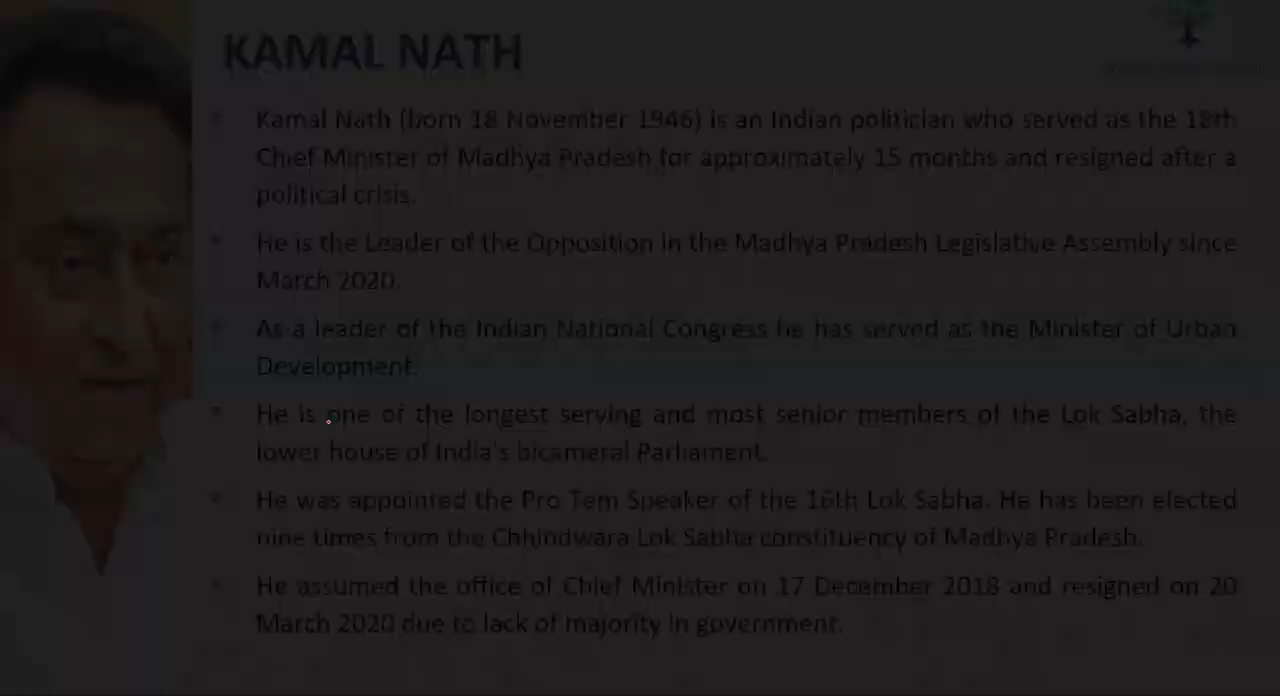 KAMAL NATH
Kamal Nath (born 18 November 1946) is an Indian politician who served as the 18th
Chief Minister of Madhya Pradesh for approximately 15 months and resigned after a
political crisis.
He is the Leader of the Opposition in the Madhya Pradesh Legislative Assembly since
March 2020.
As a leader of the Indian National Congress he has served as the Minister of Urban
Development.
He is one of the longest serving and most senior members of the Lok Sabha, the
lower house of India's bicameral Parliament.
He was appointed the Pro Tem Speaker of the 16th Lok Sabha. He has been elected
nine times from the Chhindwara Lok Sabha constituency of Madhya Pradesh.
He assumed the office of Chief Minister on 17 December 2018 and resigned on 20
March 2020 due to lack of majority in government.